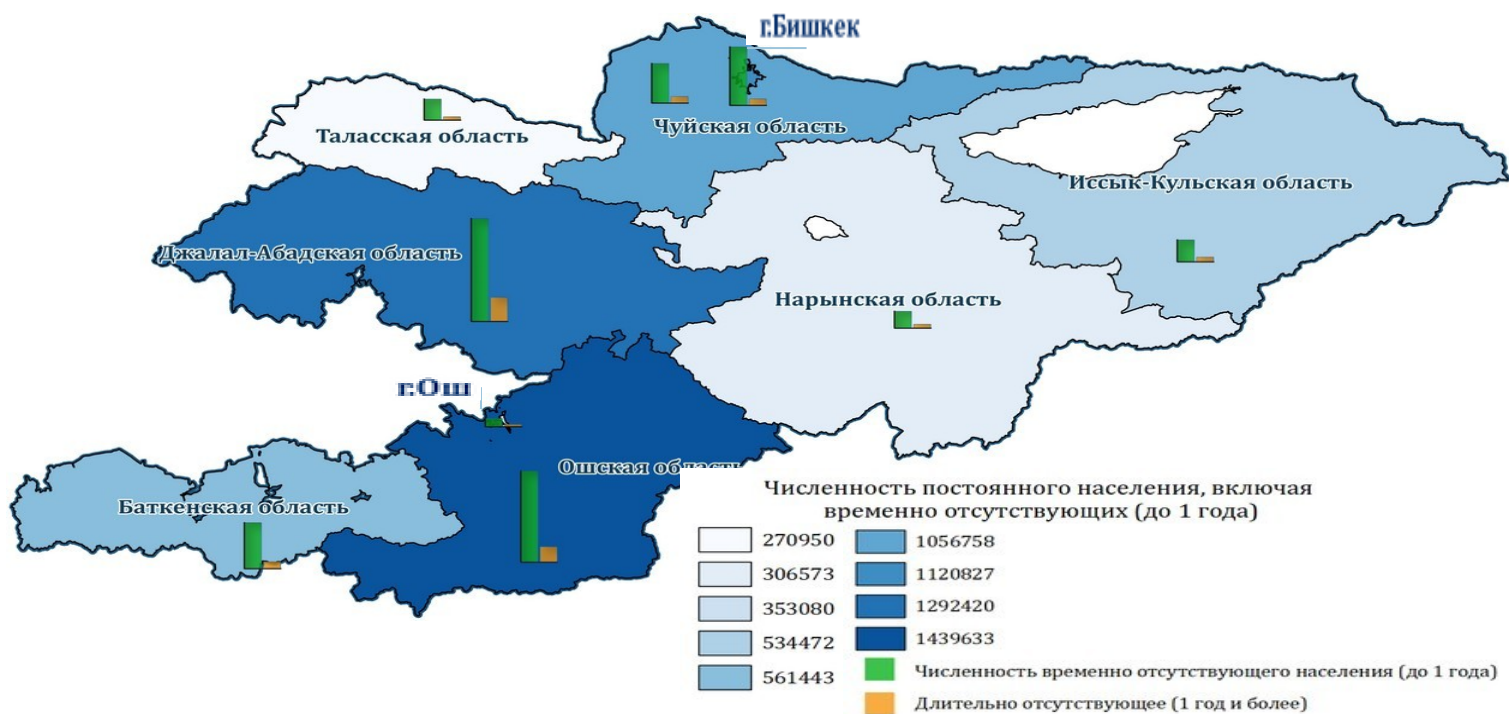 г.Бишкек
Таласская область
Чуйская область
Иссык-Кульская область
Джалал-Абадская область
Нарынская область
г.Ош
Ошская область
Баткенская область
Численность постоянного населения, включая
временно отсутствующих (до 1 года)
270950
306573
353080
534472
561443
1056758
1120827
1292420
1439633
Численность временно отсутствующего населения (до 1 года)
Длительно отсутствующее (1 год и более)